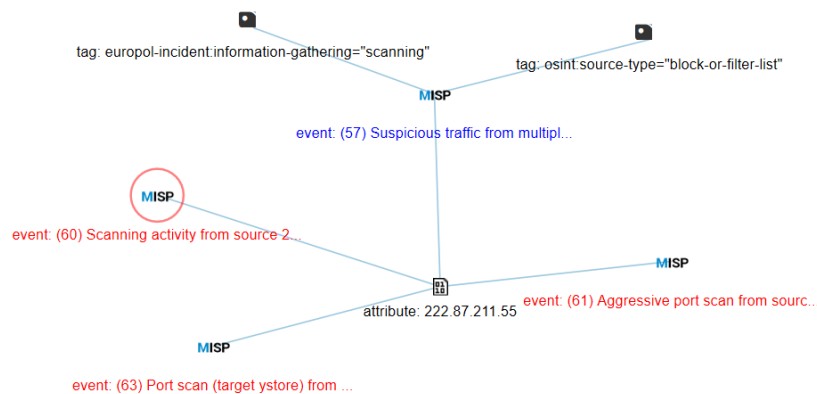 tag: europol-incident:information-gathering="scanning"
tag: osint:source-type="block-or-filter-list"
MISP
event: (57) Suspicious traffic from multipl...
MISP
event: (60) Scanning activity from source 2...
MISP
event: (61) Aggressive port scan from sourc...
0110
attribute: 222.87.211.55
MISP
event: (63) Port scan (target ystore) from ...